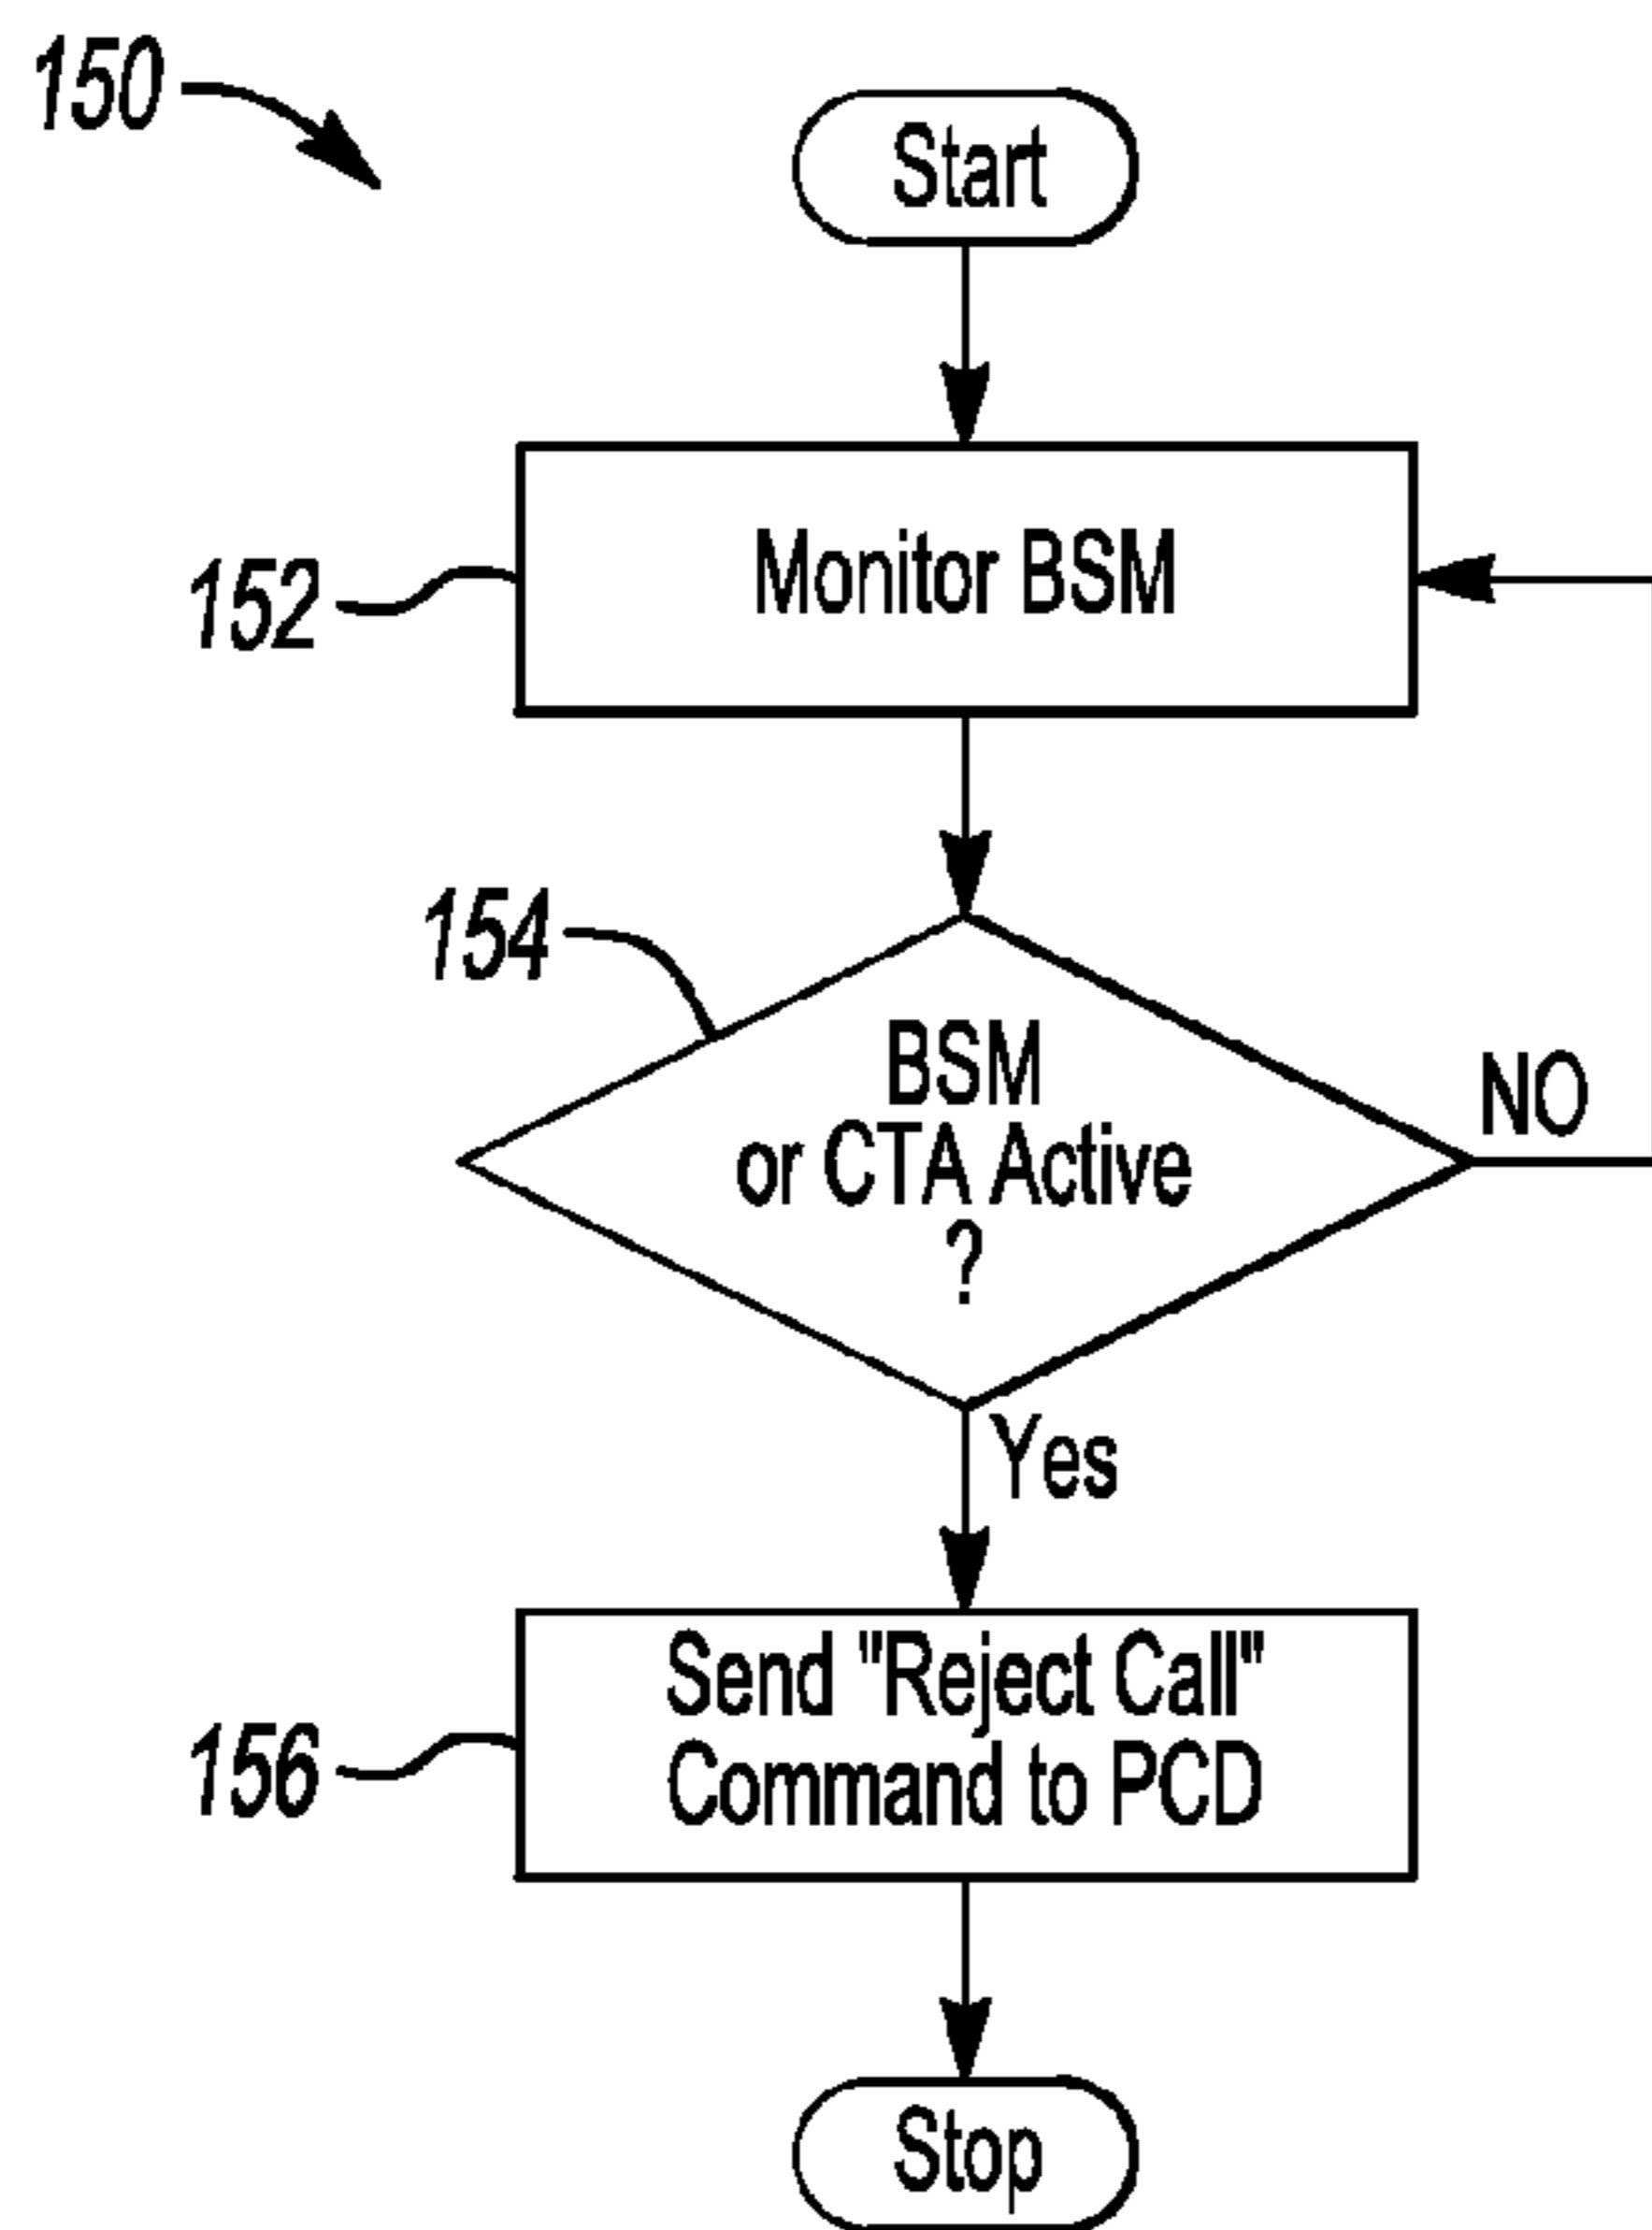 150
Start
Monitor BSM
152
154
BSM
or CTA Active
?
NO
Yes
Send "Reject Call"
Command to PCD
156
Stop